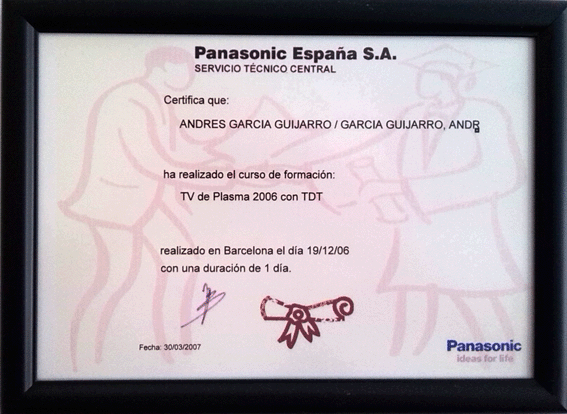 Panasonic España S.A.
SERVICIO TÉCNICO CENTRAL
Certifica que:
ANDRES GARCIA GUIJARRO / GARCIA GUIJARRO, ANDR
ha realizado el curso de formación:
TV de Plasma 2006 con TDT
realizado en Barcelona el día 19/12/06
con una duración de 1 día.
Fecha: 30/03/2007
Panasonic
ideas for life